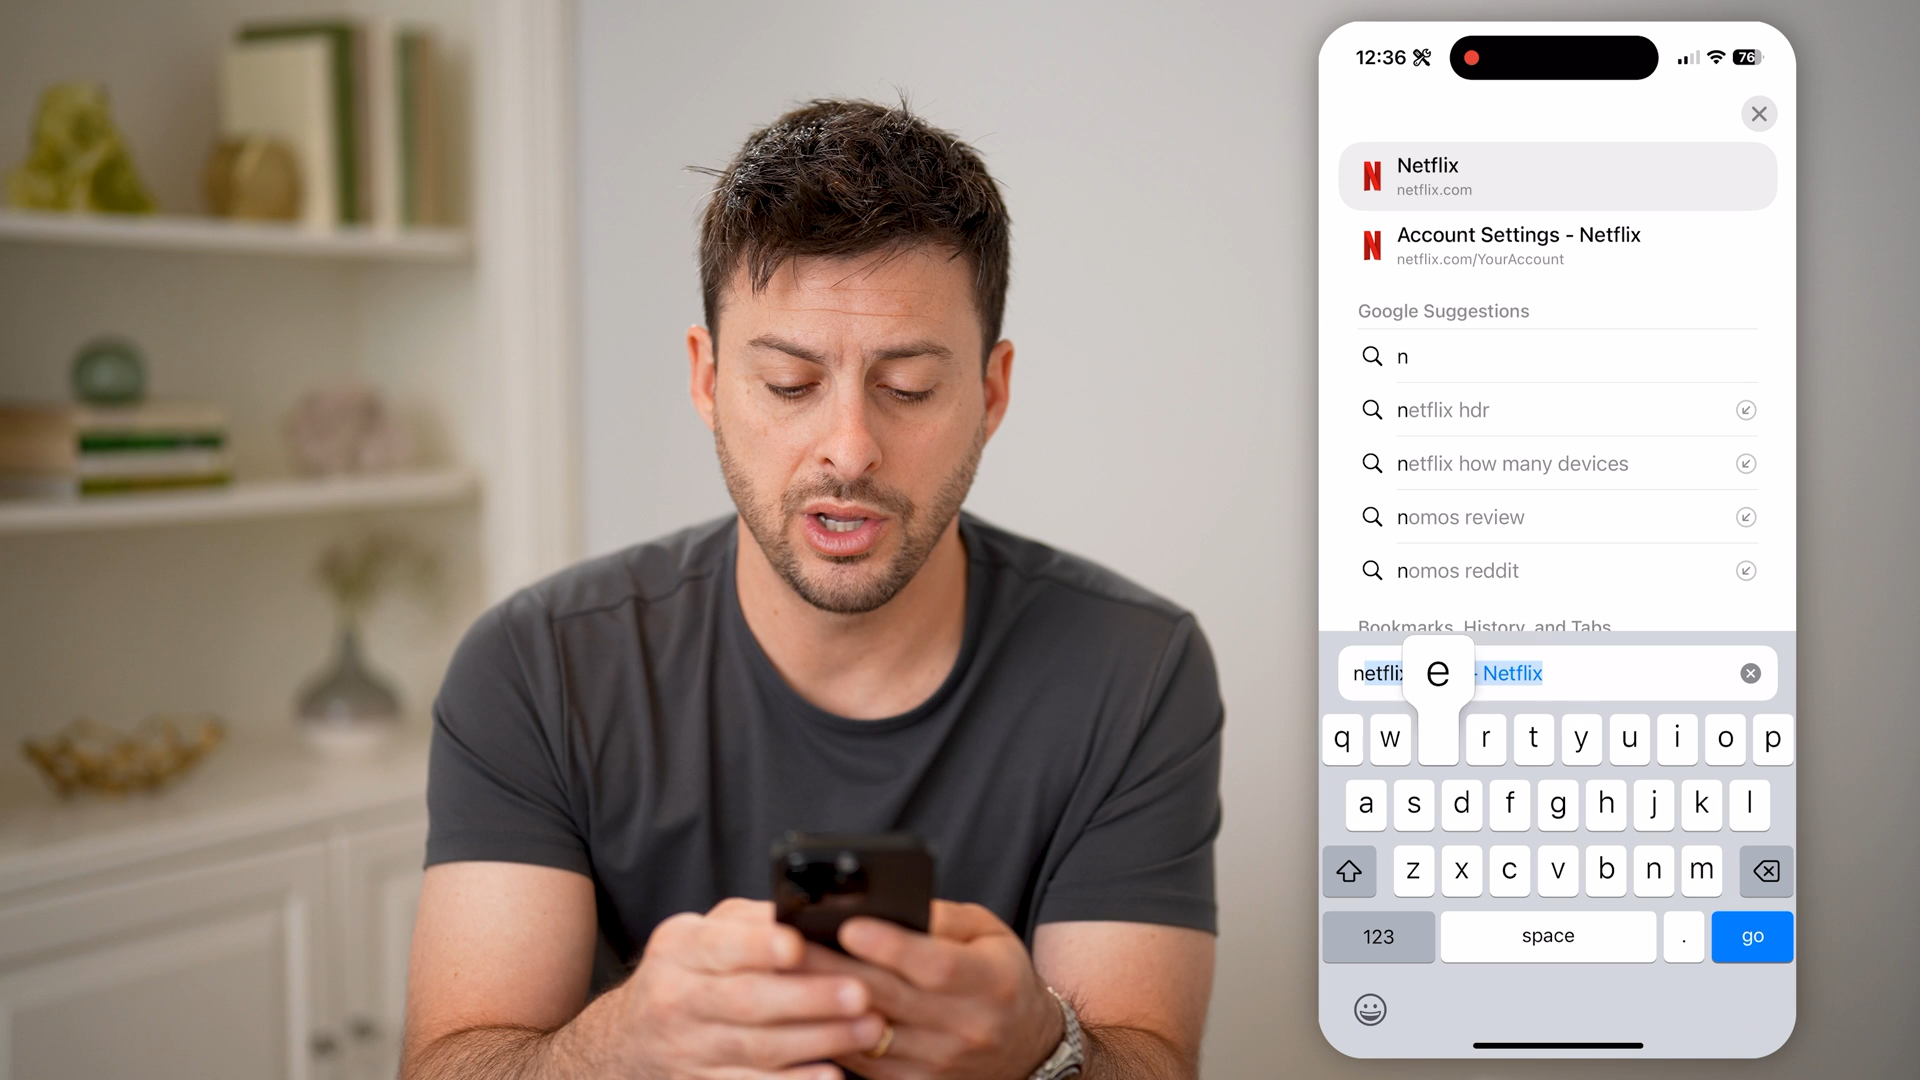 12:36
76
Netflix
netflix.com
Account Settings - Netflix
netflix.com/YourAccount
Google Suggestions
n
netflix hdr
netflix how many devices
nomos review
nomos reddit
Bookmarks, History, and Tabs
netflix e - Netflix
q w r t y u i o p
a s d f g h j k l
z x c v b n m
123 space . go